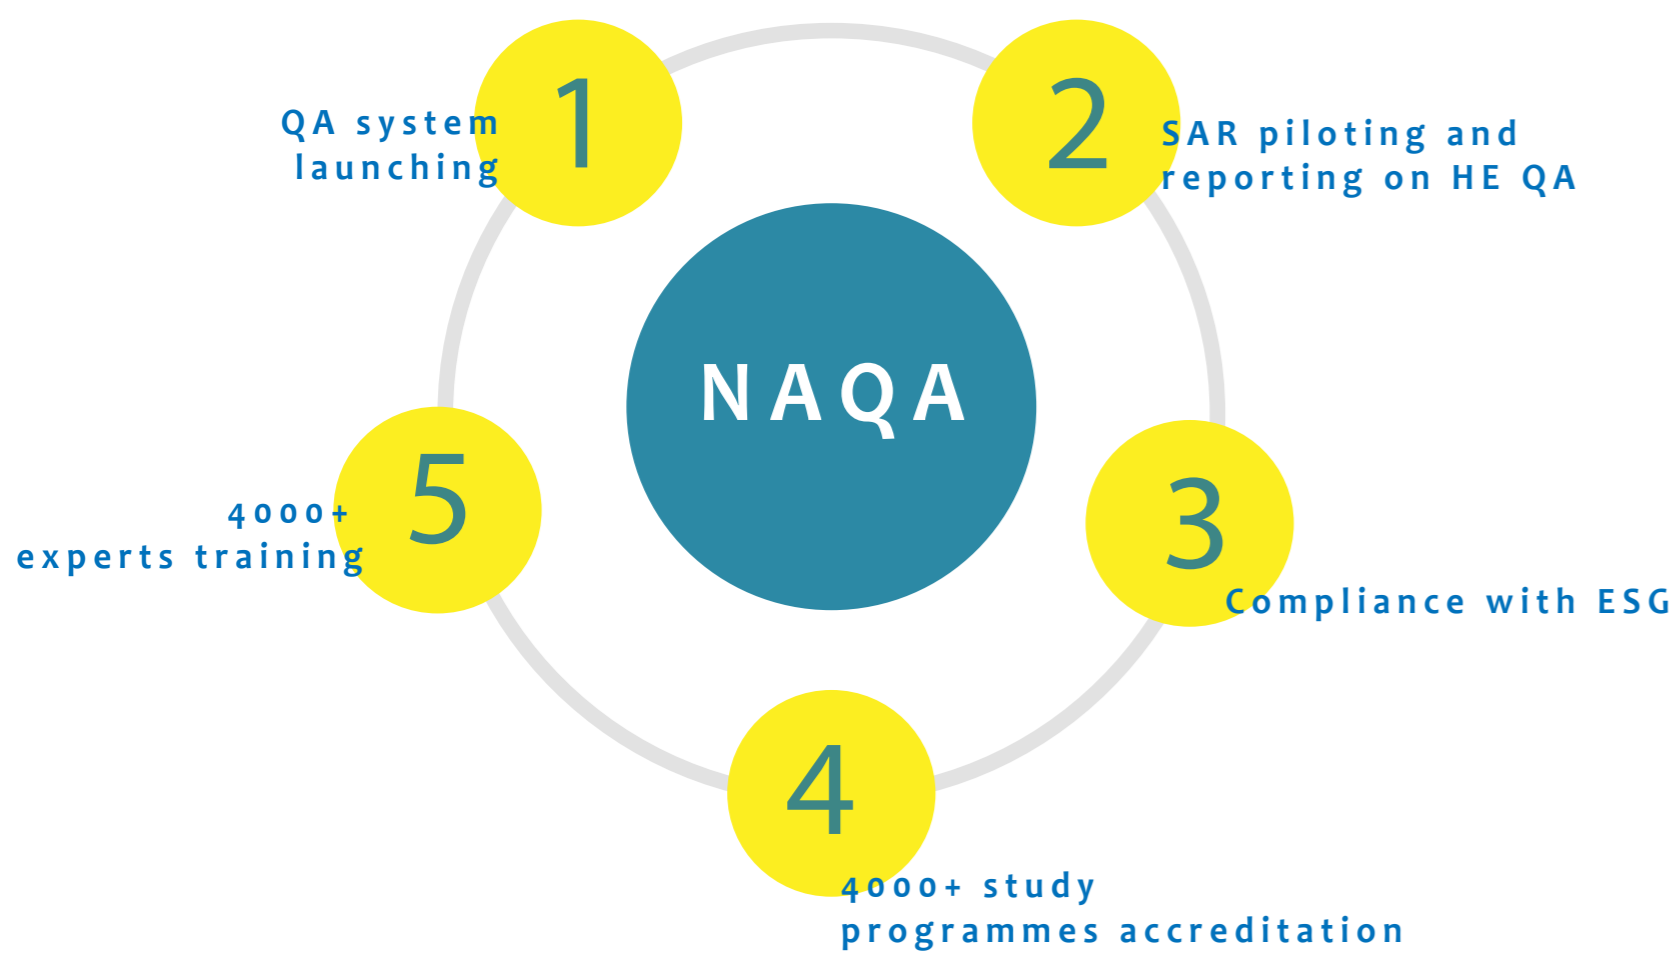 1
QA system
launching
2
SAR piloting and
reporting on HE QA
NAQA
3
Compliance with ESG
4
4000+ study
programmes accreditation
5
4000+
experts training